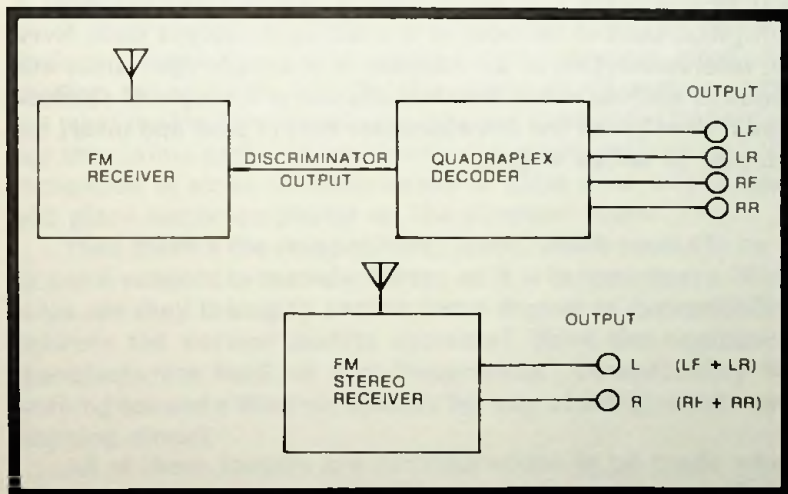 OUTPUT
FM
RECEIVER
DISCRIMINATOR
OUTPUT
QUADRAPLEX
DECODER
LF
LR
RF
RR
OUTPUT
FM
STEREO
RECEIVER
L (LF + LR)
R (RF + RR)